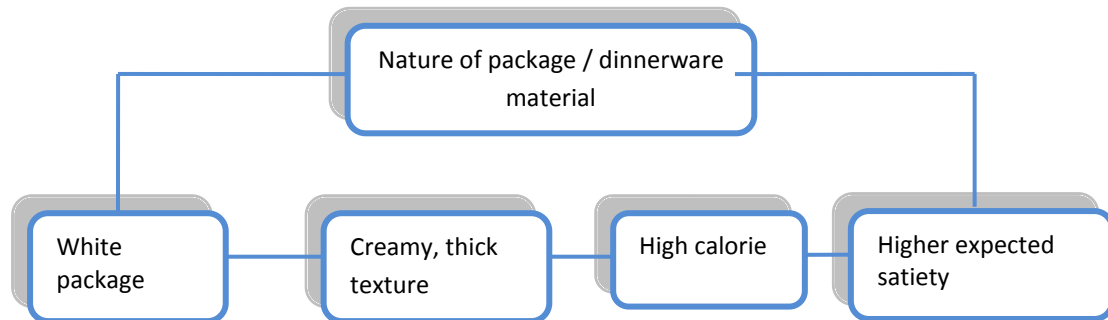 Nature of package / dinnerware
material
White
package
Creamy, thick
texture
High calorie
Higher expected
satiety